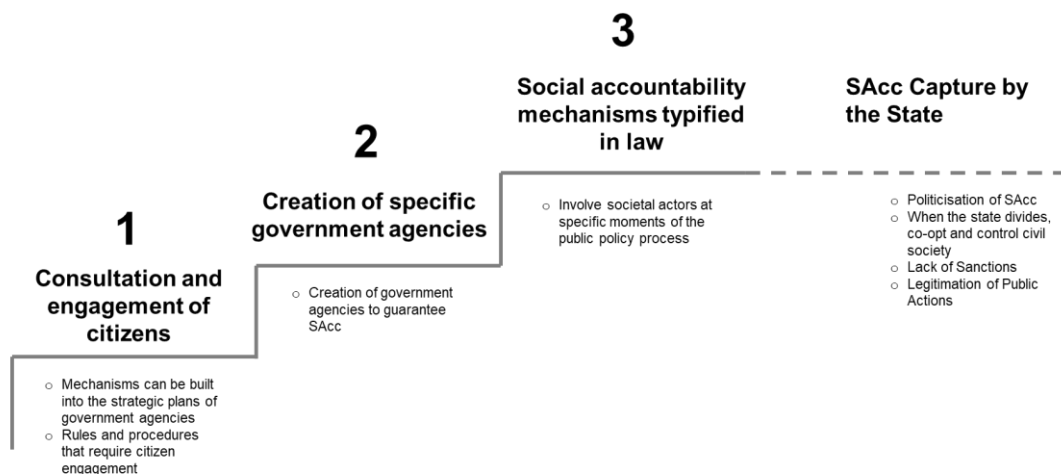 1
Consultation and
engagement of
citizens
o Mechanisms can be built
into the strategic plans of
government agencies
o Rules and procedures
that require citizen
engagement
2
Creation of specific
government agencies
o Creation of government
agencies to guarantee
SAcc
3
Social accountability
mechanisms typified
in law
o Involve societal actors at
specific moments of the
public policy process
SAcc Capture by
the State
o Politicisation of SAcc
o When the state divides,
co-opt and control civil
society
o Lack of Sanctions
o Legitimation of Public
Actions